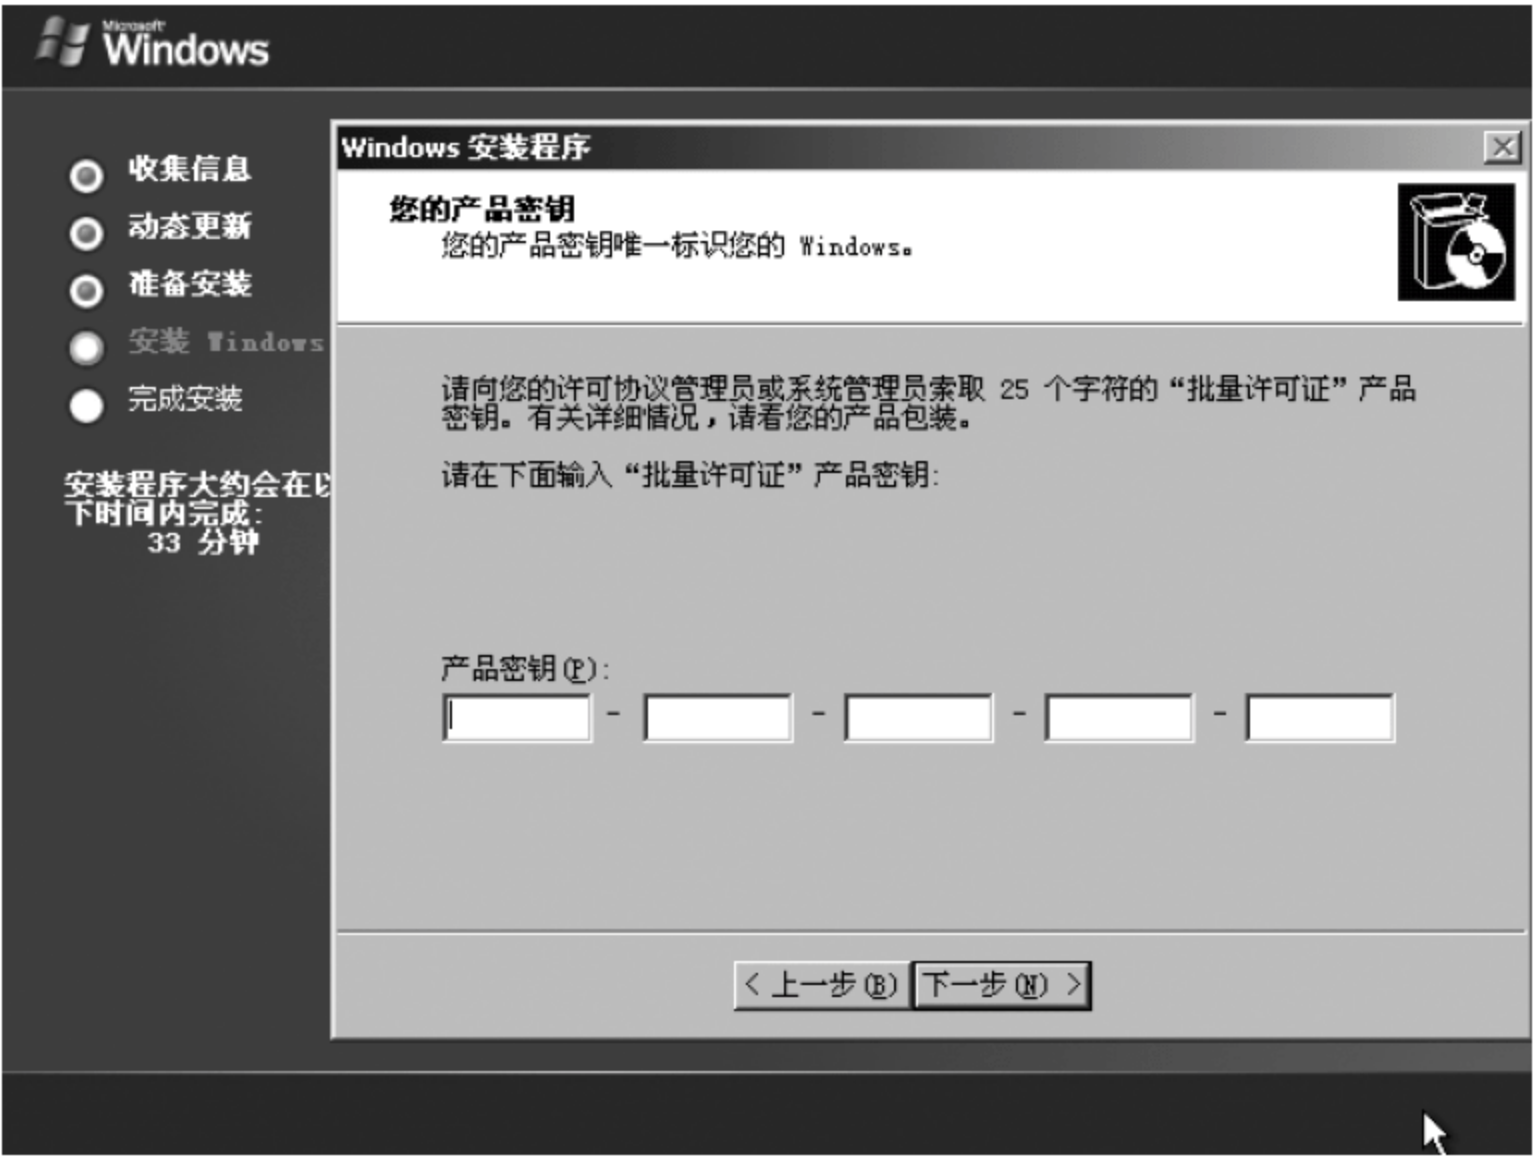 Microsoft
Windows
收集信息
动态更新
准备安装
安装 Windows
完成安装
安装程序大约会在以
下时间内完成:
33 分钟
Windows 安装程序
您的产品密钥
您的产品密钥唯一标识您的 Windows。
请向您的许可协议管理员或系统管理员索取 25 个字符的“批量许可证”产品
密钥。有关详细情况，请看您的产品包装。
请在下面输入“批量许可证”产品密钥:
产品密钥(P):
- - - -
< 上一步(B) 下一步(N) >